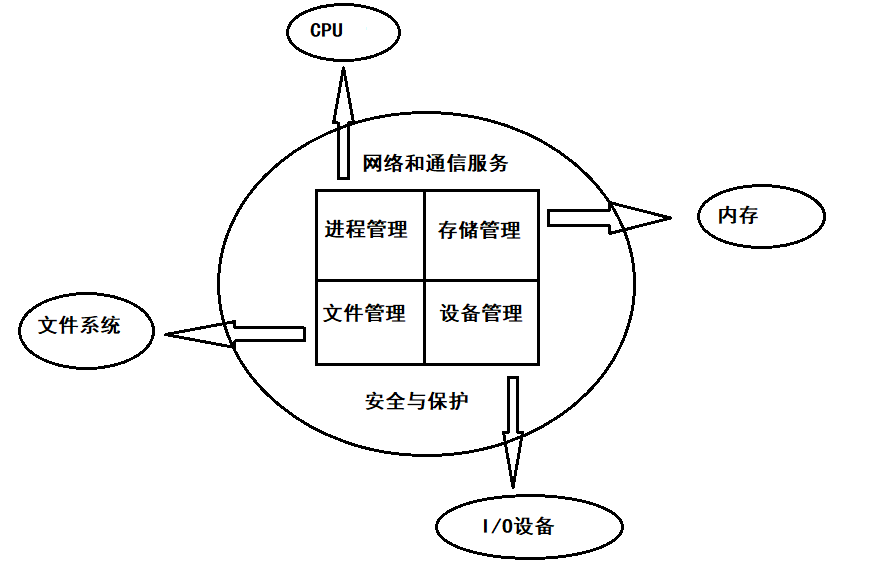 CPU
网络和通信服务
进程管理
存储管理
内存
文件管理
设备管理
文件系统
安全与保护
I/O设备